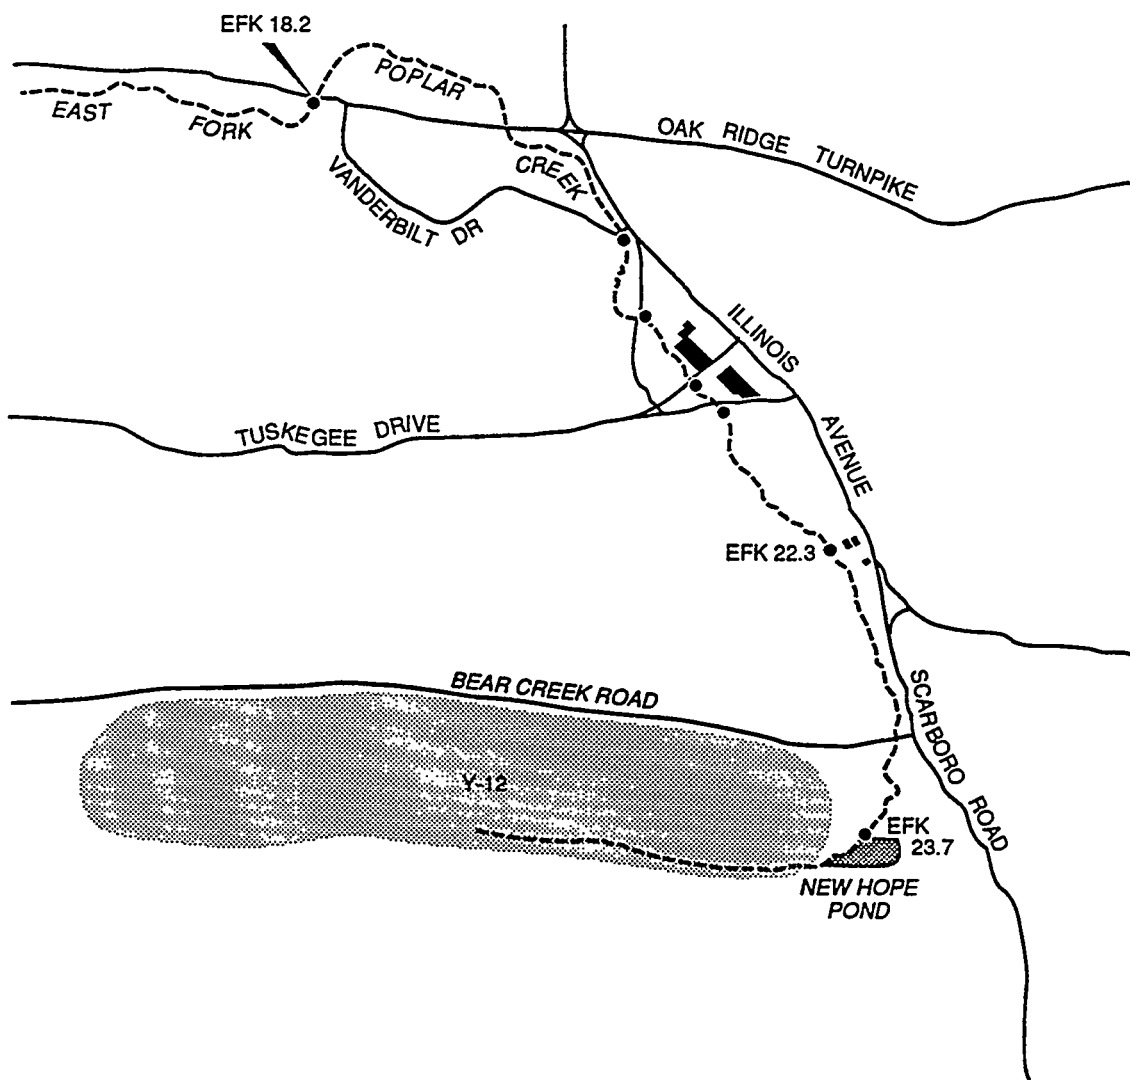 EFK 18.2
POPLAR
EAST
FORK
CREEK
OAK RIDGE TURNPIKE
VANDERBILT DR
ILLINOIS
AVENUE
TUSKEGEE DRIVE
EFK 22.3
BEAR CREEK ROAD
SCARBORO ROAD
Y-12
EFK
23.7
NEW HOPE
POND